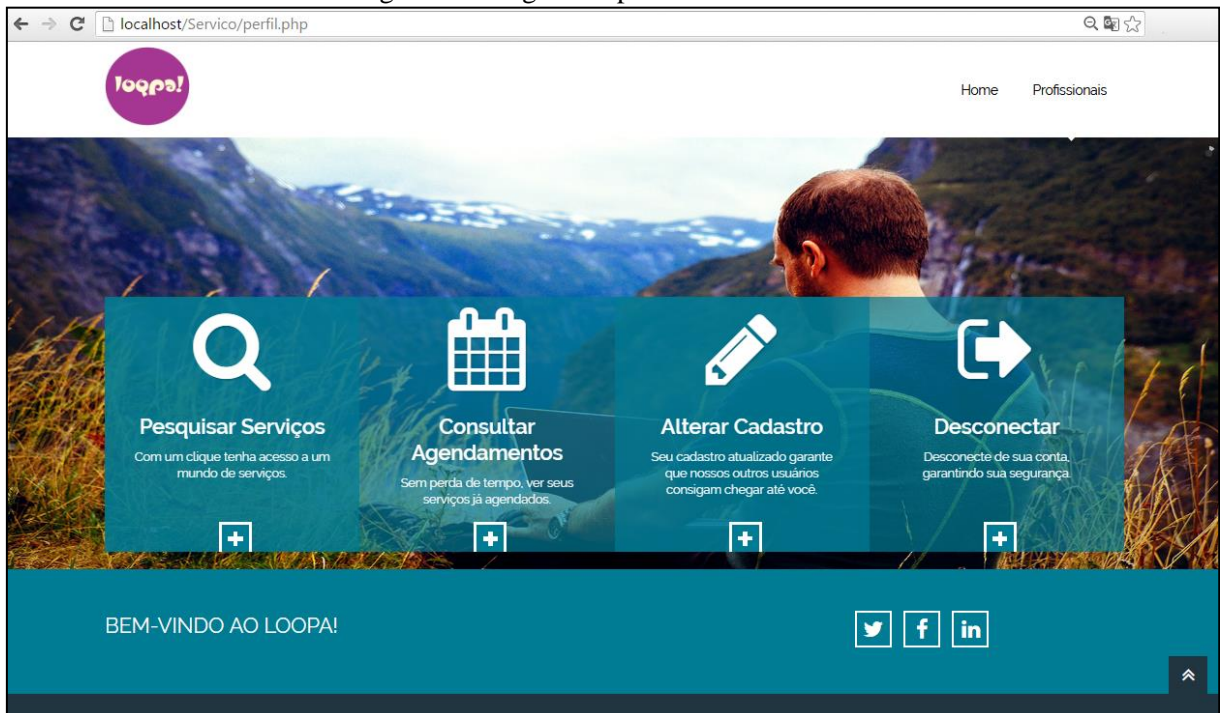 localhost/Servico/perfil.php
loopa!
Home Profissionais
Pesquisar Serviços
Com um clique tenha acesso a um
mundo de serviços.
Consultar
Agendamentos
Sem perda de tempo, ver seus
serviços já agendados.
Alterar Cadastro
Seu cadastro atualizado garante
que nossos outros usuários
consigam chegar até você.
Desconectar
Desconecte de sua conta,
garantindo sua segurança.
BEM-VINDO AO LOOPA!